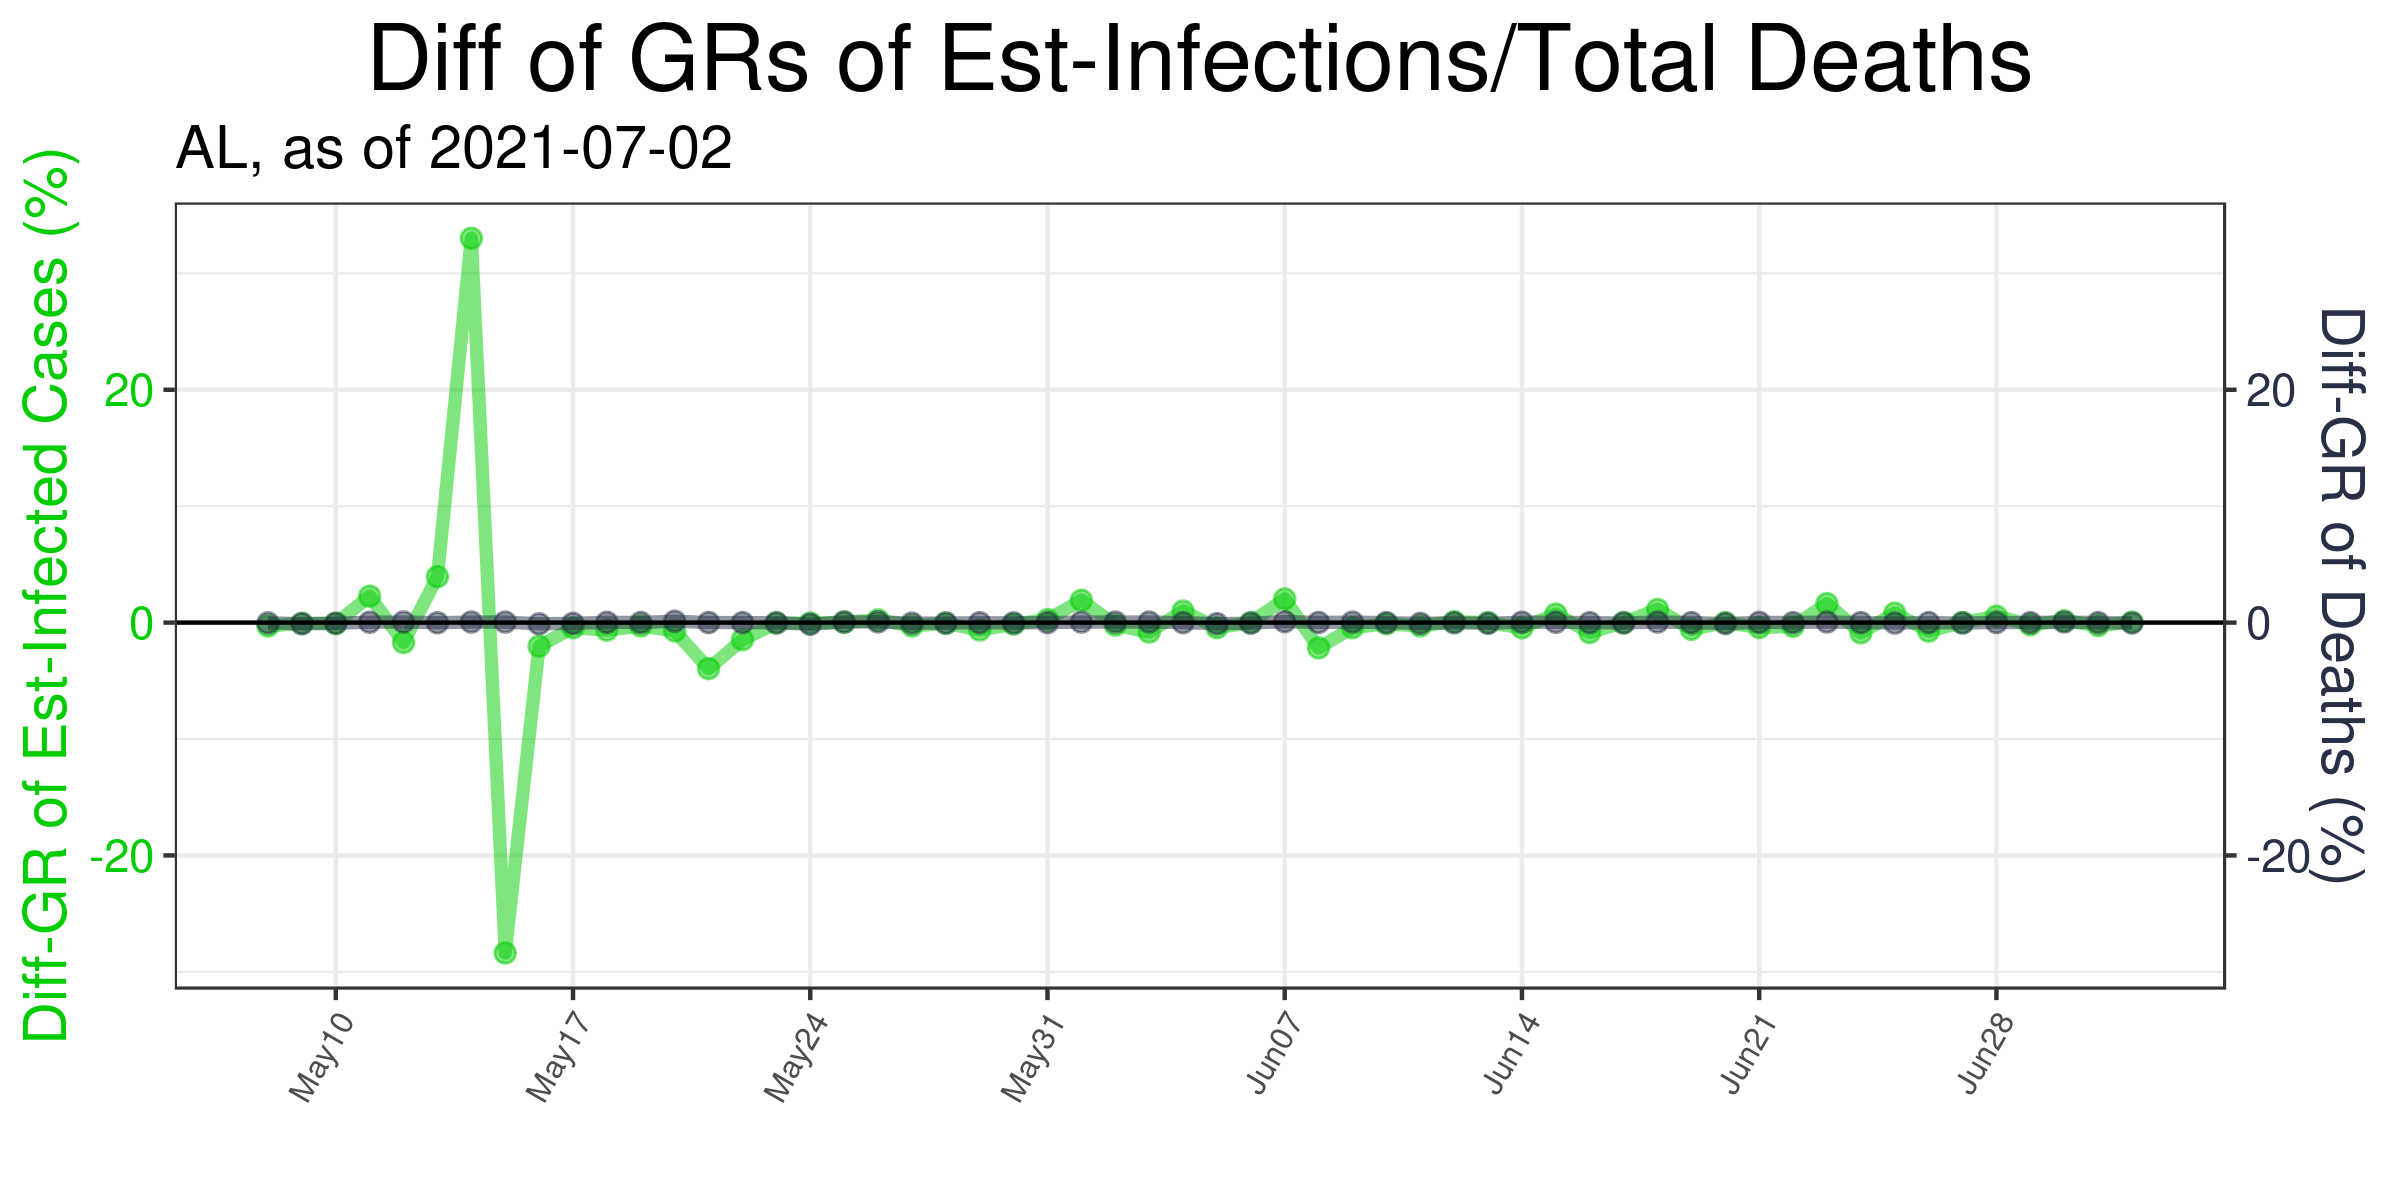 Diff of GRs of Est-Infections/Total Deaths
AL, as of 2021-07-02
Diff-GR of Est-Infected Cases (%)
20
0
-20
20
0
-20
Diff-GR of Deaths (%)
May10
May17
May24
May31
Jun07
Jun14
Jun21
Jun28